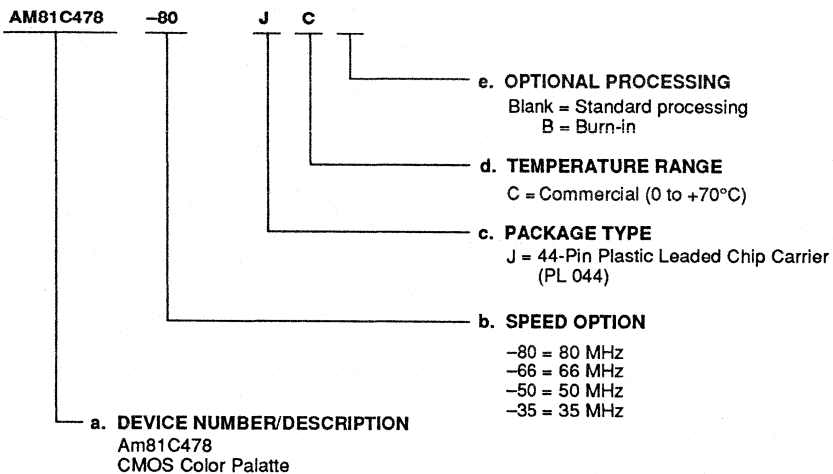 AM81C478 –80 J C
e. OPTIONAL PROCESSING
Blank = Standard processing
B = Burn-in
d. TEMPERATURE RANGE
C = Commercial (0 to +70°C)
c. PACKAGE TYPE
J = 44-Pin Plastic Leaded Chip Carrier
(PL 044)
b. SPEED OPTION
–80 = 80 MHz
–66 = 66 MHz
–50 = 50 MHz
–35 = 35 MHz
a. DEVICE NUMBER/DESCRIPTION
Am81C478
CMOS Color Palatte